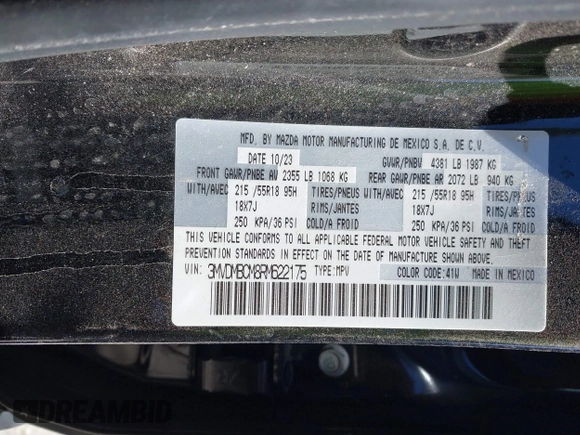 MFD. BY MAZDA MOTOR MANUFACTURING DE MEXICO S.A. DE C.V.
DATE 10/23 GVWR/PNBV 4381 LB 1987 KG
FRONT GAWR/PNBE AV 2355 LB 1068 KG REAR GAWR/PNBE AR 2072 LB 940 KG
WITH/AVEC 215 /55R18 95H TIRES/PNEUS WITH/AVEC 215 /55R18 95H TIRES/PNEUS
18X7J RIMS/JANTES 18X7J RIMS/JANTES
250 KPA/36 PSI COLD/A FROID 250 KPA/36 PSI COLD/A FROID
THIS VEHICLE CONFORMS TO ALL APPLICABLE FEDERAL MOTOR VEHICLE SAFETY AND THEFT
PREVENTION STANDARDS IN EFFECT ON THE DATE OF MANUFACTURE SHOWN ABOVE.
VIN: 3MVDMBCM8RM622175 TYPE:MPV COLOR CODE:41W MADE IN MEXICO
DREAMBID